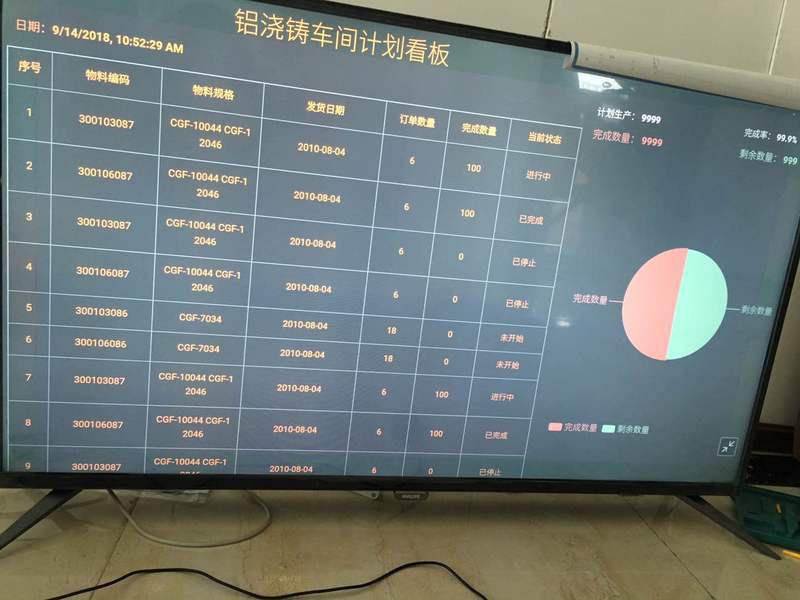 铝浇铸车间计划看板
日期：9/14/2018, 10:52:29 AM
序号 物料编码 物料规格 发货日期 订单数量 完成数量 当前状态
1 300103087 CGF-10044 CGF-1 2010-08-04 6 100 进行中
2046
2 300106087 CGF-10044 CGF-1 2010-08-04 6 100 已完成
2046
3 300103087 CGF-10044 CGF-1 2010-08-04 6 0 已停止
2046
4 300106087 CGF-10044 CGF-1 2010-08-04 6 0 已停止
2046
5 300103086 CGF-7034 2010-08-04 18 0 未开始
6 300106086 CGF-7034 2010-08-04 18 0 未开始
7 300103087 CGF-10044 CGF-1 2010-08-04 6 100 进行中
2046
8 300106087 CGF-10044 CGF-1 2010-08-04 6 100 已完成
2046
9 300103087 CGF-10044 CGF-1 2010-08-04 6 0 已停止
2046
计划生产：9999
完成数量：9999
完成率：99.9%
剩余数量：999
完成数量
剩余数量
完成数量 剩余数量
PHILIPS